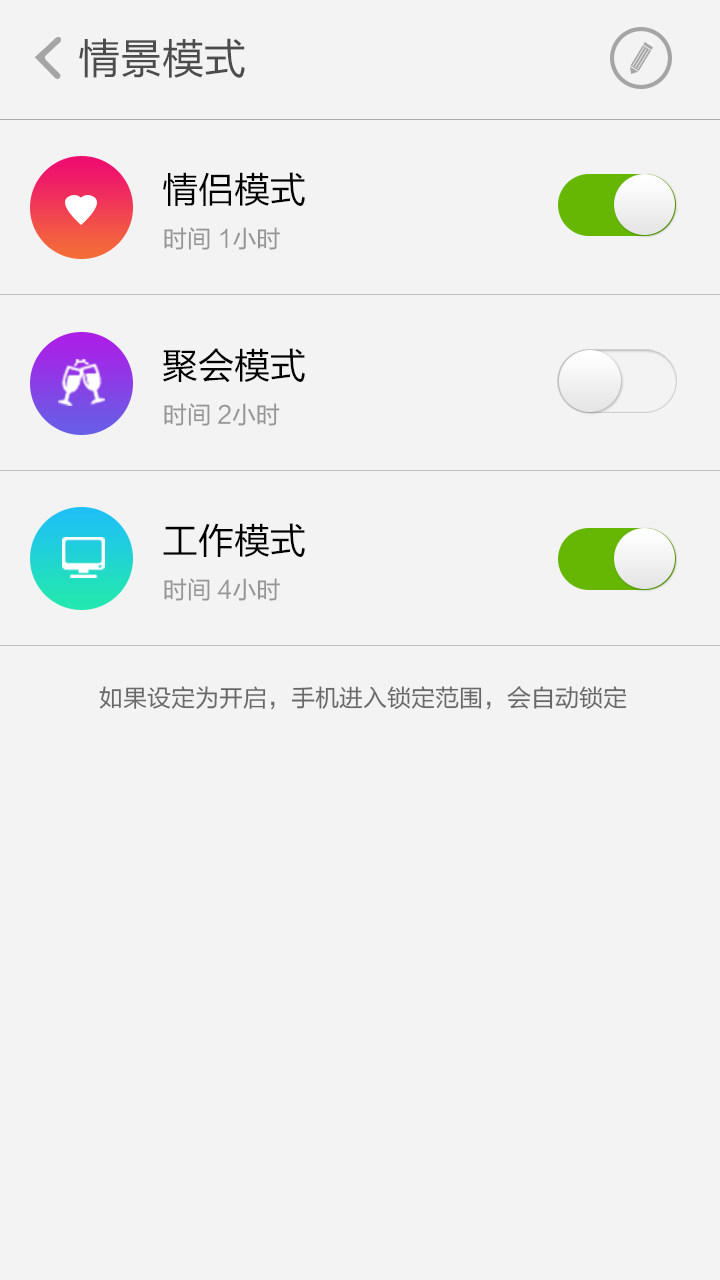 情景模式
情侣模式
时间 1小时
聚会模式
时间 2小时
工作模式
时间 4小时
如果设定为开启，手机进入锁定范围，会自动锁定